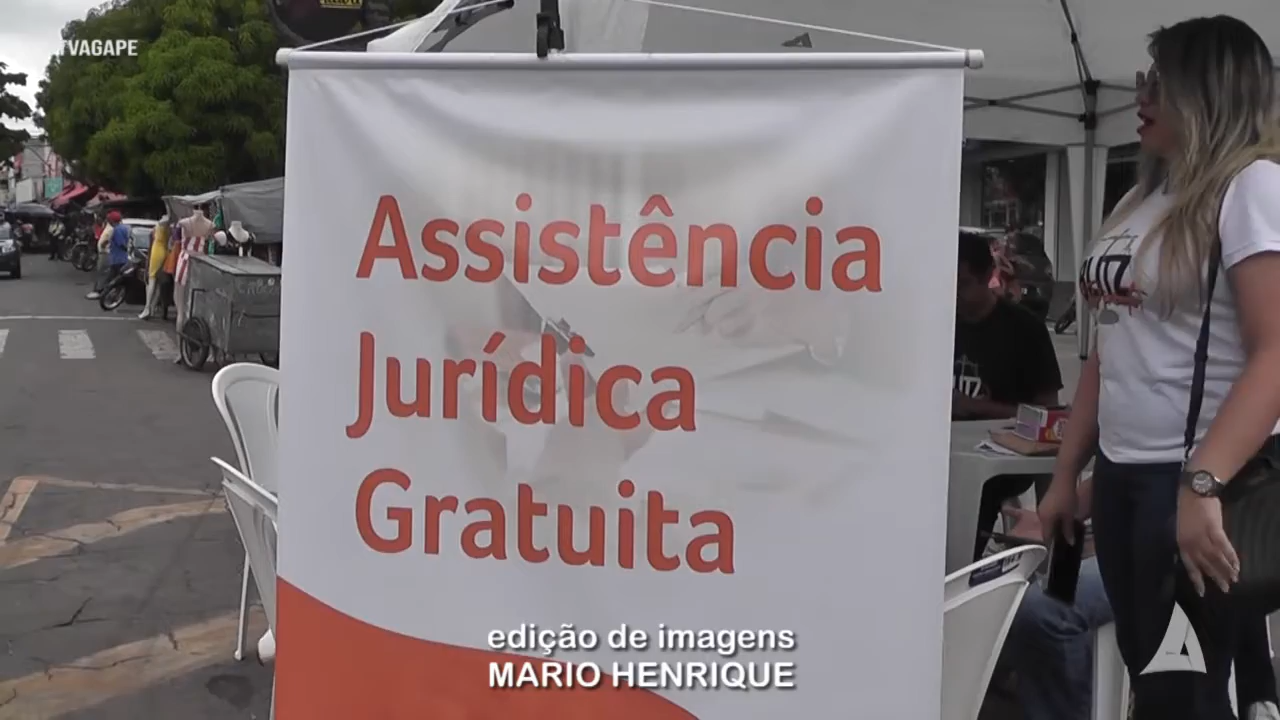 TVAGAPE
Assistência
Jurídica
Gratuita
edição de imagens
MARIO HENRIQUE